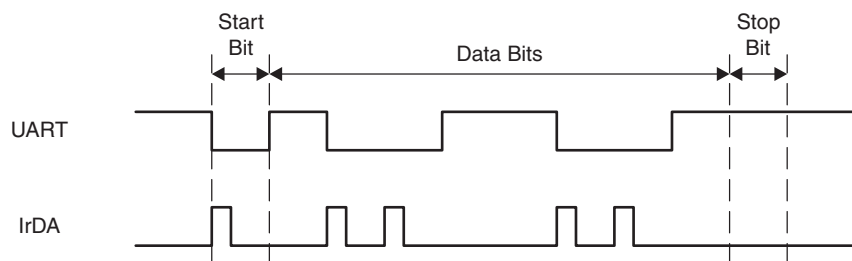 Start
Bit
Data Bits
Stop
Bit
UART
IrDA